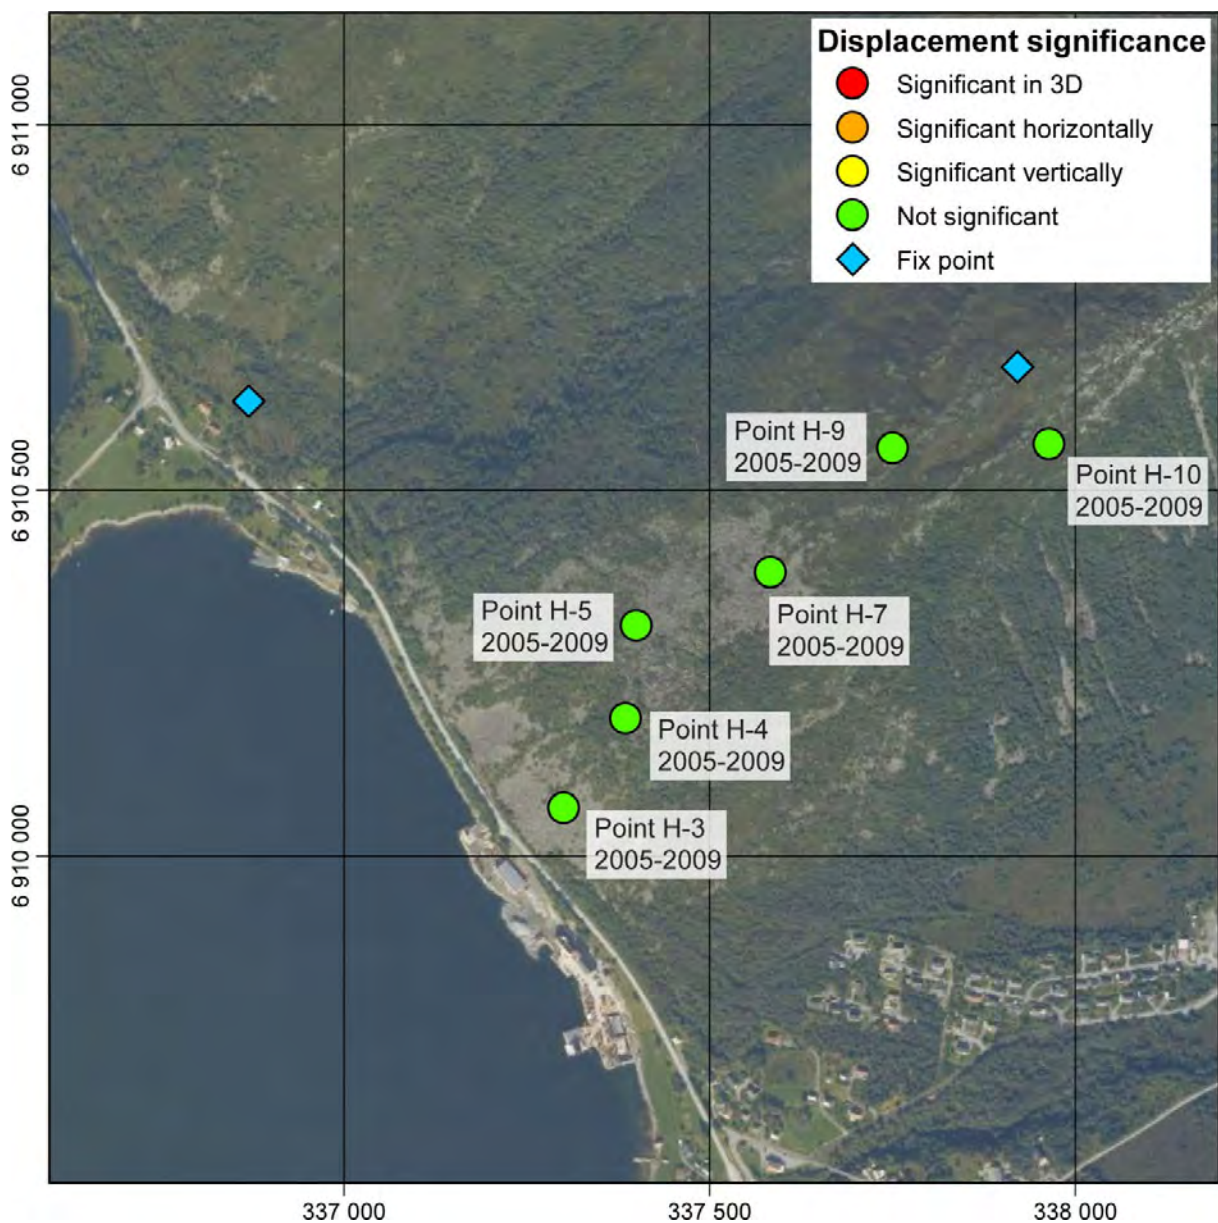 Displacement significance
Significant in 3D
Significant horizontally
Significant vertically
Not significant
Fix point
6 911 000
6 910 500
6 910 000
Point H-9
2005-2009
Point H-10
2005-2009
Point H-5
2005-2009
Point H-7
2005-2009
Point H-4
2005-2009
Point H-3
2005-2009
337 000
337 500
338 000